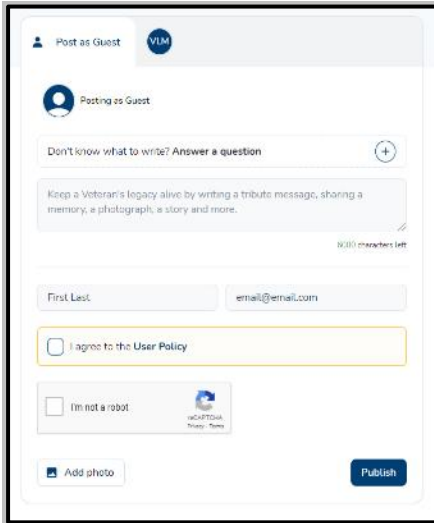 Post as Guest VLM
Posting as Guest
Don't know what to write? Answer a question
Keep a Veteran's legacy alive by writing a tribute message, sharing a
memory, a photograph, a story and more.
6000 characters left
First Last email@email.com
I agree to the User Policy
I'm not a robot
reCAPTCHA
Privacy - Terms
Add photo Publish